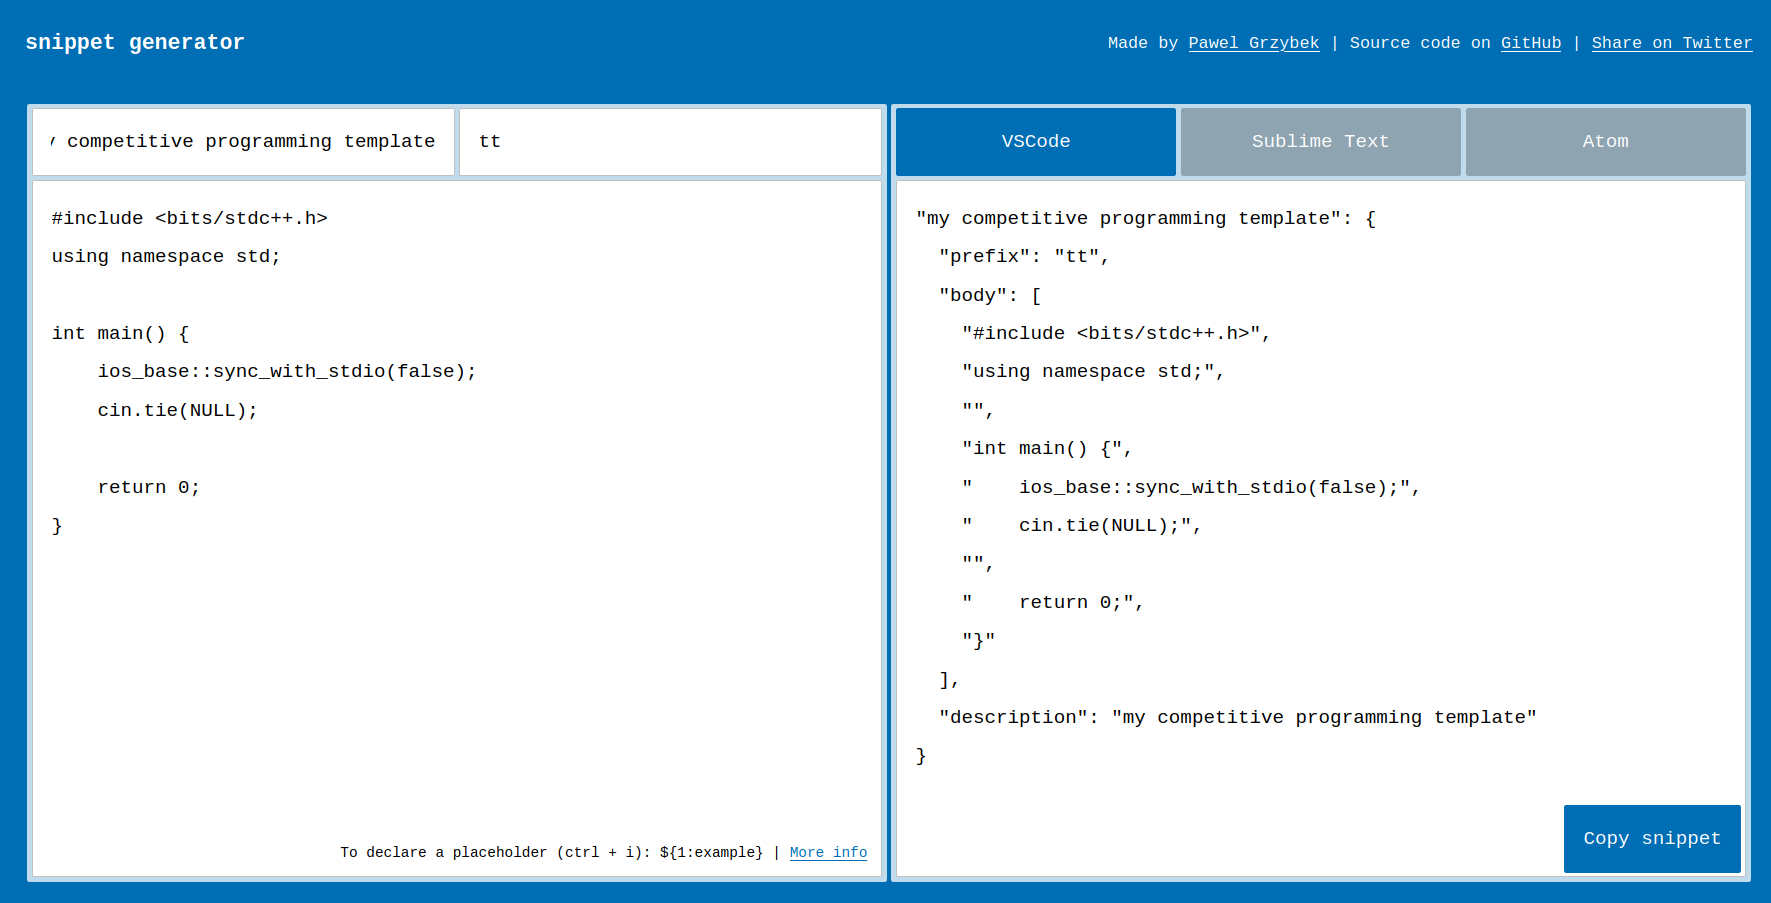 snippet generator
Made by Pawel Grzybek | Source code on GitHub | Share on Twitter
competitive programming template
tt
#include <bits/stdc++.h>
using namespace std;
int main() {
    ios_base::sync_with_stdio(false);
    cin.tie(NULL);
    return 0;
}
To declare a placeholder (ctrl + i): ${1:example} | More info
VSCode
Sublime Text
Atom
"my competitive programming template": {
  "prefix": "tt",
  "body": [
    "#include <bits/stdc++.h>",
    "using namespace std;",
    "",
    "int main() {",
    "    ios_base::sync_with_stdio(false);",
    "    cin.tie(NULL);",
    "",
    "    return 0;",
    "}"
  ],
  "description": "my competitive programming template"
}
Copy snippet